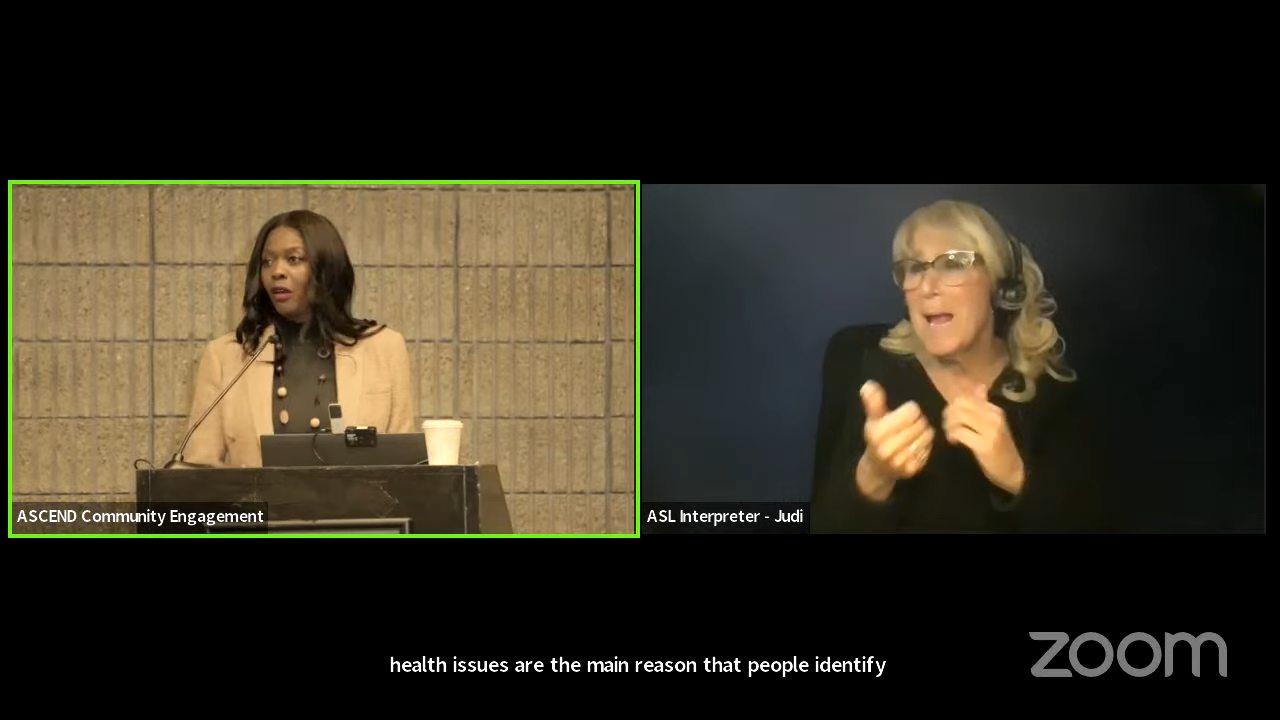 ASCEND Community Engagement
ASL Interpreter - Judi
health issues are the main reason that people identify
zoom